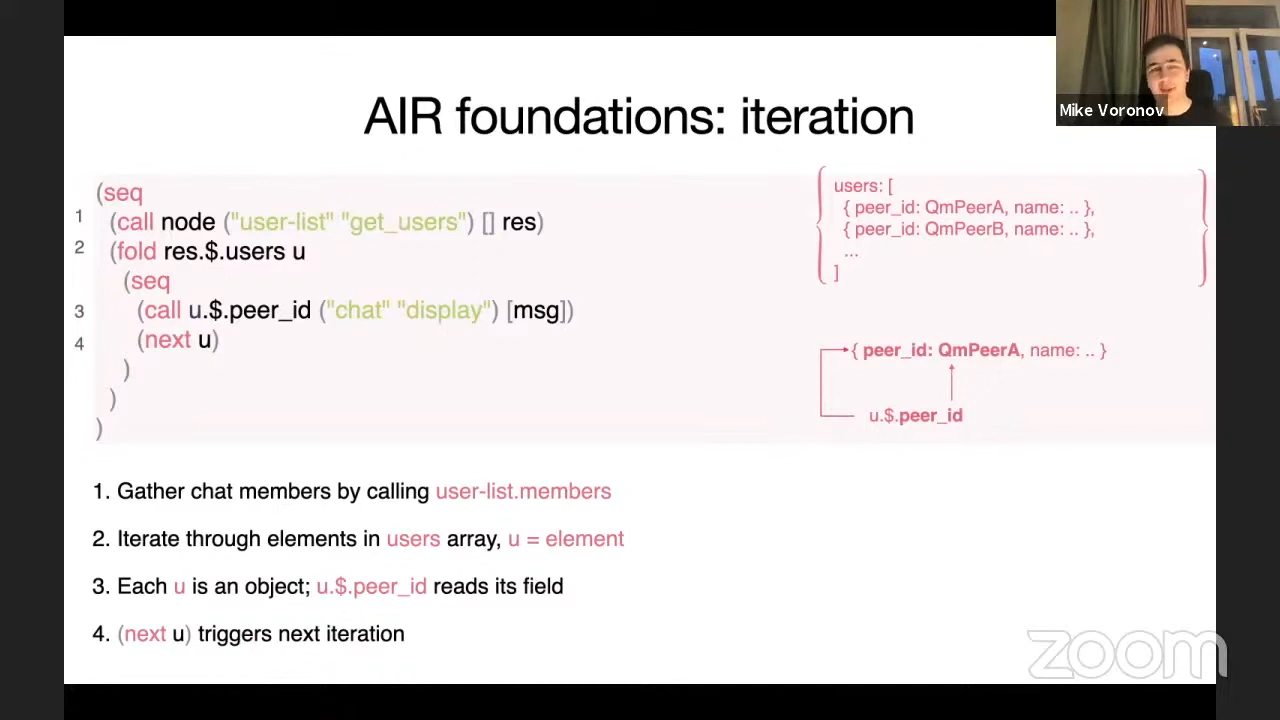 AIR foundations: iteration
Mike Voronov
(seq
1 (call node ("user-list" "get_users") [] res)
2 (fold res.$.users u
(seq
3 (call u.$.peer_id ("chat" "display") [msg])
4 (next u)
)
)
)
users: [
{ peer_id: QmPeerA, name: .. },
{ peer_id: QmPeerB, name: .. },
...
]
{ peer_id: QmPeerA, name: .. }
u.$.peer_id
1. Gather chat members by calling user-list.members
2. Iterate through elements in users array, u = element
3. Each u is an object; u.$.peer_id reads its field
4. (next u) triggers next iteration
zoom